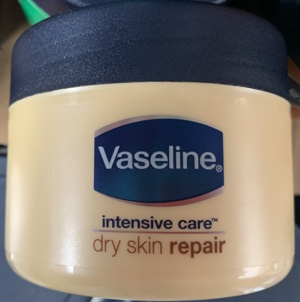 Vaseline®
intensive care™
dry skin repair